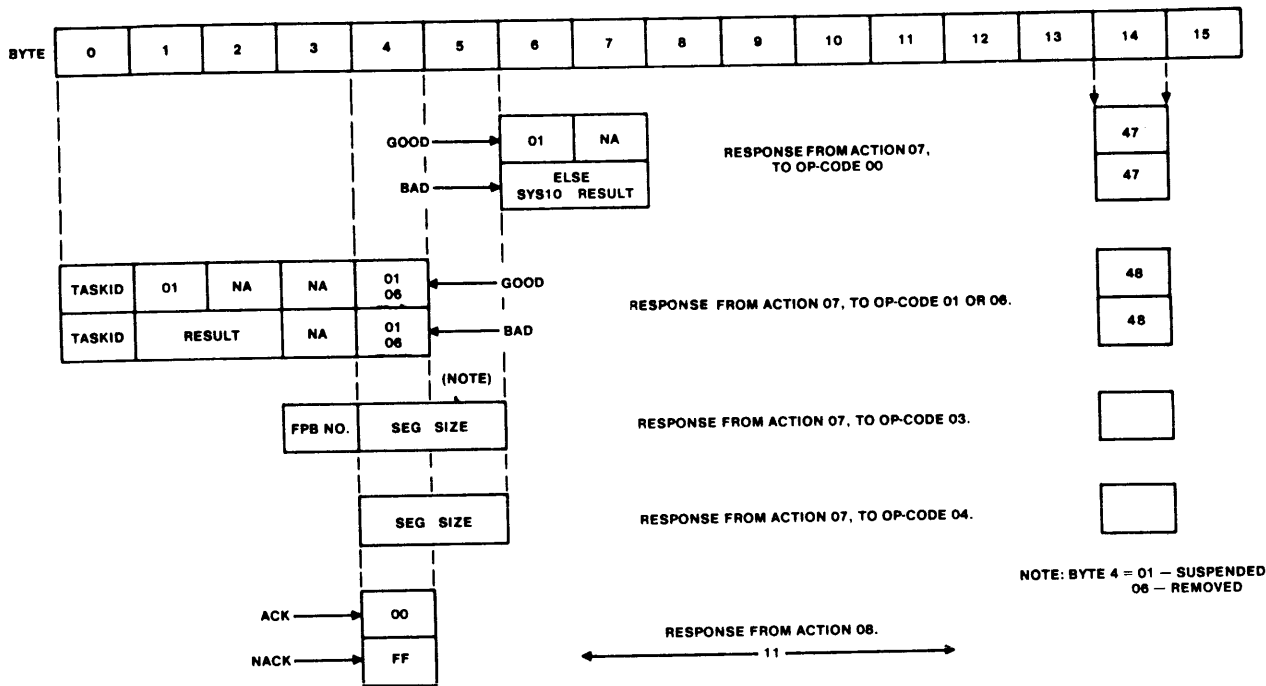 BYTE 0 1 2 3 4 5 6 7 8 9 10 11 12 13 14 15
GOOD 01 NA
RESPONSE FROM ACTION 07,
TO OP-CODE 00
47
BAD ELSE
SYS10 RESULT
47
TASKID 01 NA NA 01
06
GOOD
48
RESPONSE FROM ACTION 07, TO OP-CODE 01 OR 06.
TASKID RESULT NA 01
06
BAD
48
(NOTE)
FPB NO. SEG SIZE
RESPONSE FROM ACTION 07, TO OP-CODE 03.
SEG SIZE
RESPONSE FROM ACTION 07, TO OP-CODE 04.
NOTE: BYTE 4 = 01 — SUSPENDED
06 — REMOVED
ACK 00
RESPONSE FROM ACTION 08.
11
NACK FF